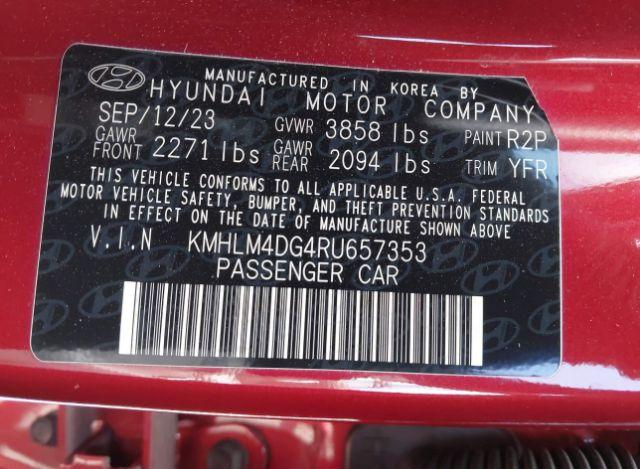 MANUFACTURED IN KOREA BY
HYUNDAI MOTOR COMPANY
SEP/12/23 GVWR 3858 lbs PAINT R2P
GAWR FRONT 2271 lbs GAWR REAR 2094 lbs TRIM YFR
THIS VEHICLE CONFORMS TO ALL APPLICABLE U.S.A. FEDERAL
MOTOR VEHICLE SAFETY, BUMPER, AND THEFT PREVENTION STANDARDS
IN EFFECT ON THE DATE OF MANUFACTURE SHOWN ABOVE
V.I.N KMHLM4DG4RU657353
PASSENGER CAR